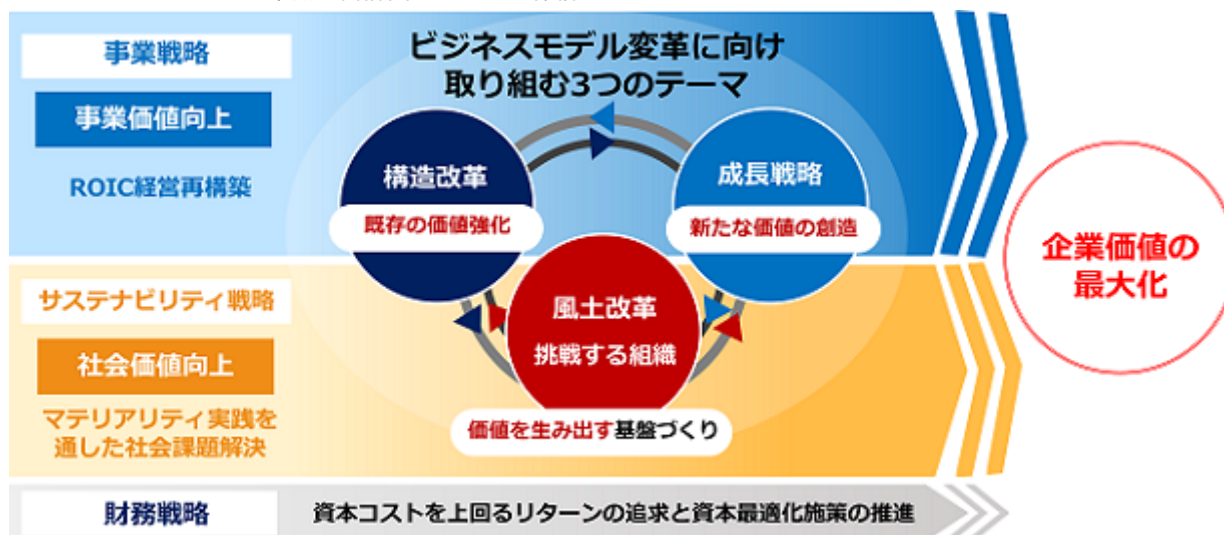 事業戦略
事業価値向上
ROIC経営再構築
ビジネスモデル変革に向け
取り組む3つのテーマ
構造改革
既存の価値強化
成長戦略
新たな価値の創造
風土改革
挑戦する組織
価値を生み出す基盤づくり
サステナビリティ戦略
社会価値向上
マテリアリティ実践を
通した社会課題解決
財務戦略
資本コストを上回るリターンの追求と資本最適化施策の推進
企業価値の
最大化